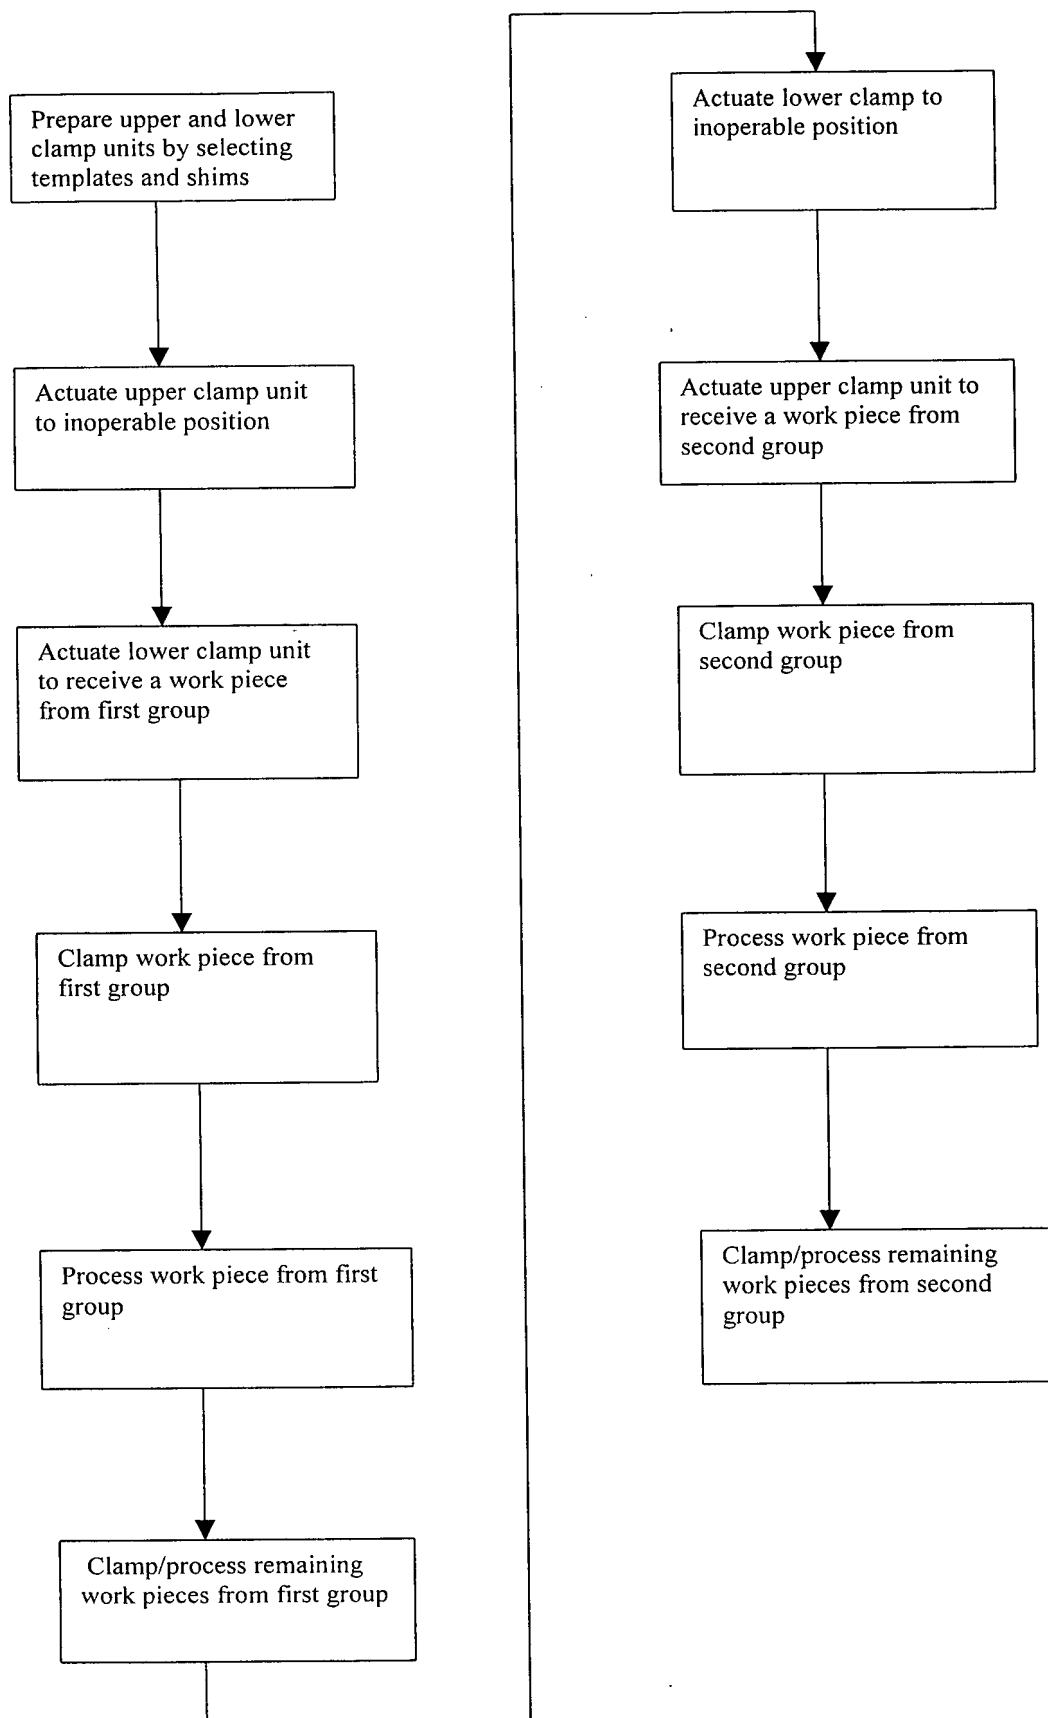 Prepare upper and lower
clamp units by selecting
templates and shims
Actuate upper clamp unit
to inoperable position
Actuate lower clamp unit
to receive a work piece
from first group
Clamp work piece from
first group
Process work piece from first
group
Clamp/process remaining
work pieces from first group
Actuate lower clamp to
inoperable position
Actuate upper clamp unit to
receive a work piece from
second group
Clamp work piece from
second group
Process work piece from
second group
Clamp/process remaining
work pieces from second
group